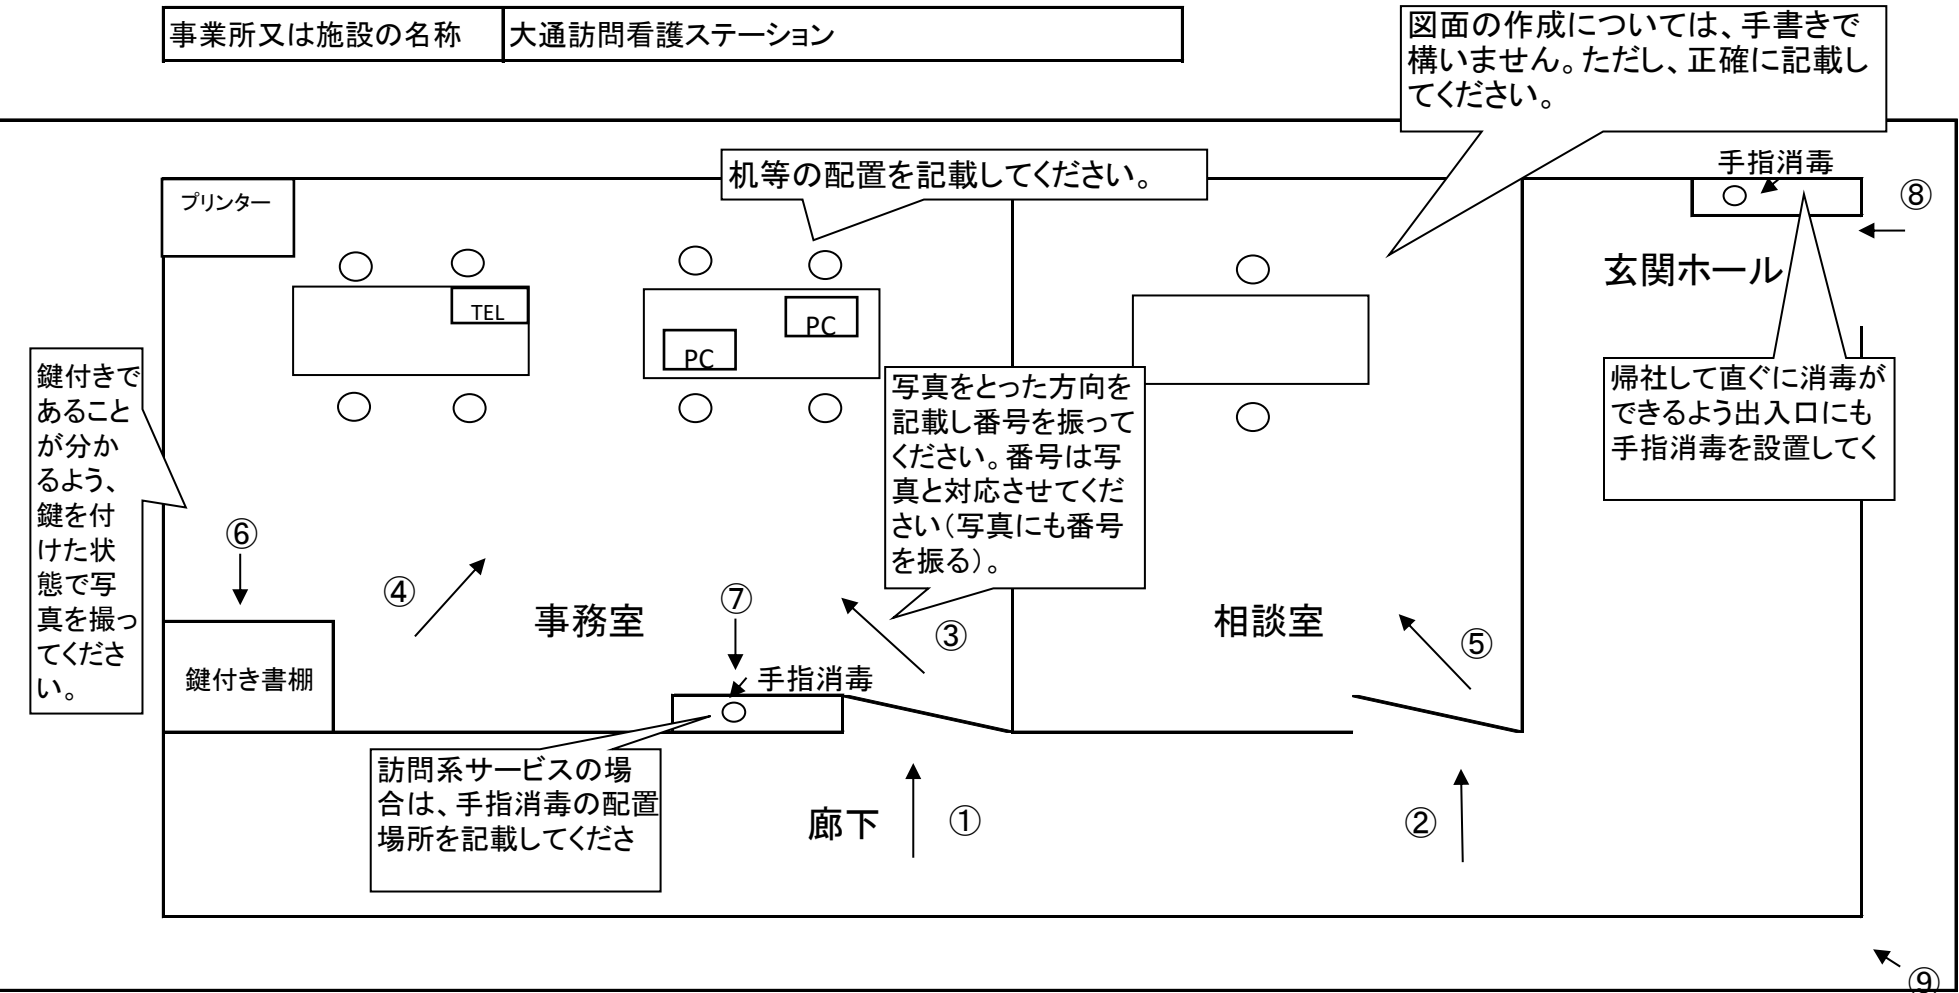 事業所又は施設の名称
大通訪問看護ステーション
図面の作成については、手書きで
構いません。ただし、正確に記載し
てください。
机等の配置を記載してください。
手指消毒
⑧
プリンター
玄関ホール
TEL
PC
PC
鍵付きで
あること
が分か
るよう、
鍵を付
けた状
態で写
真を撮っ
てくださ
い。
写真をとった方向を
記載し番号を振って
ください。番号は写
真と対応させてくだ
さい（写真にも番号
を振る）。
帰社して直ぐに消毒が
できるよう出入口にも
手指消毒を設置してく
⑥
④
事務室
⑦
③
相談室
⑤
鍵付き書棚
手指消毒
訪問系サービスの場
合は、手指消毒の配置
場所を記載してくださ
廊下
①
②
⑨